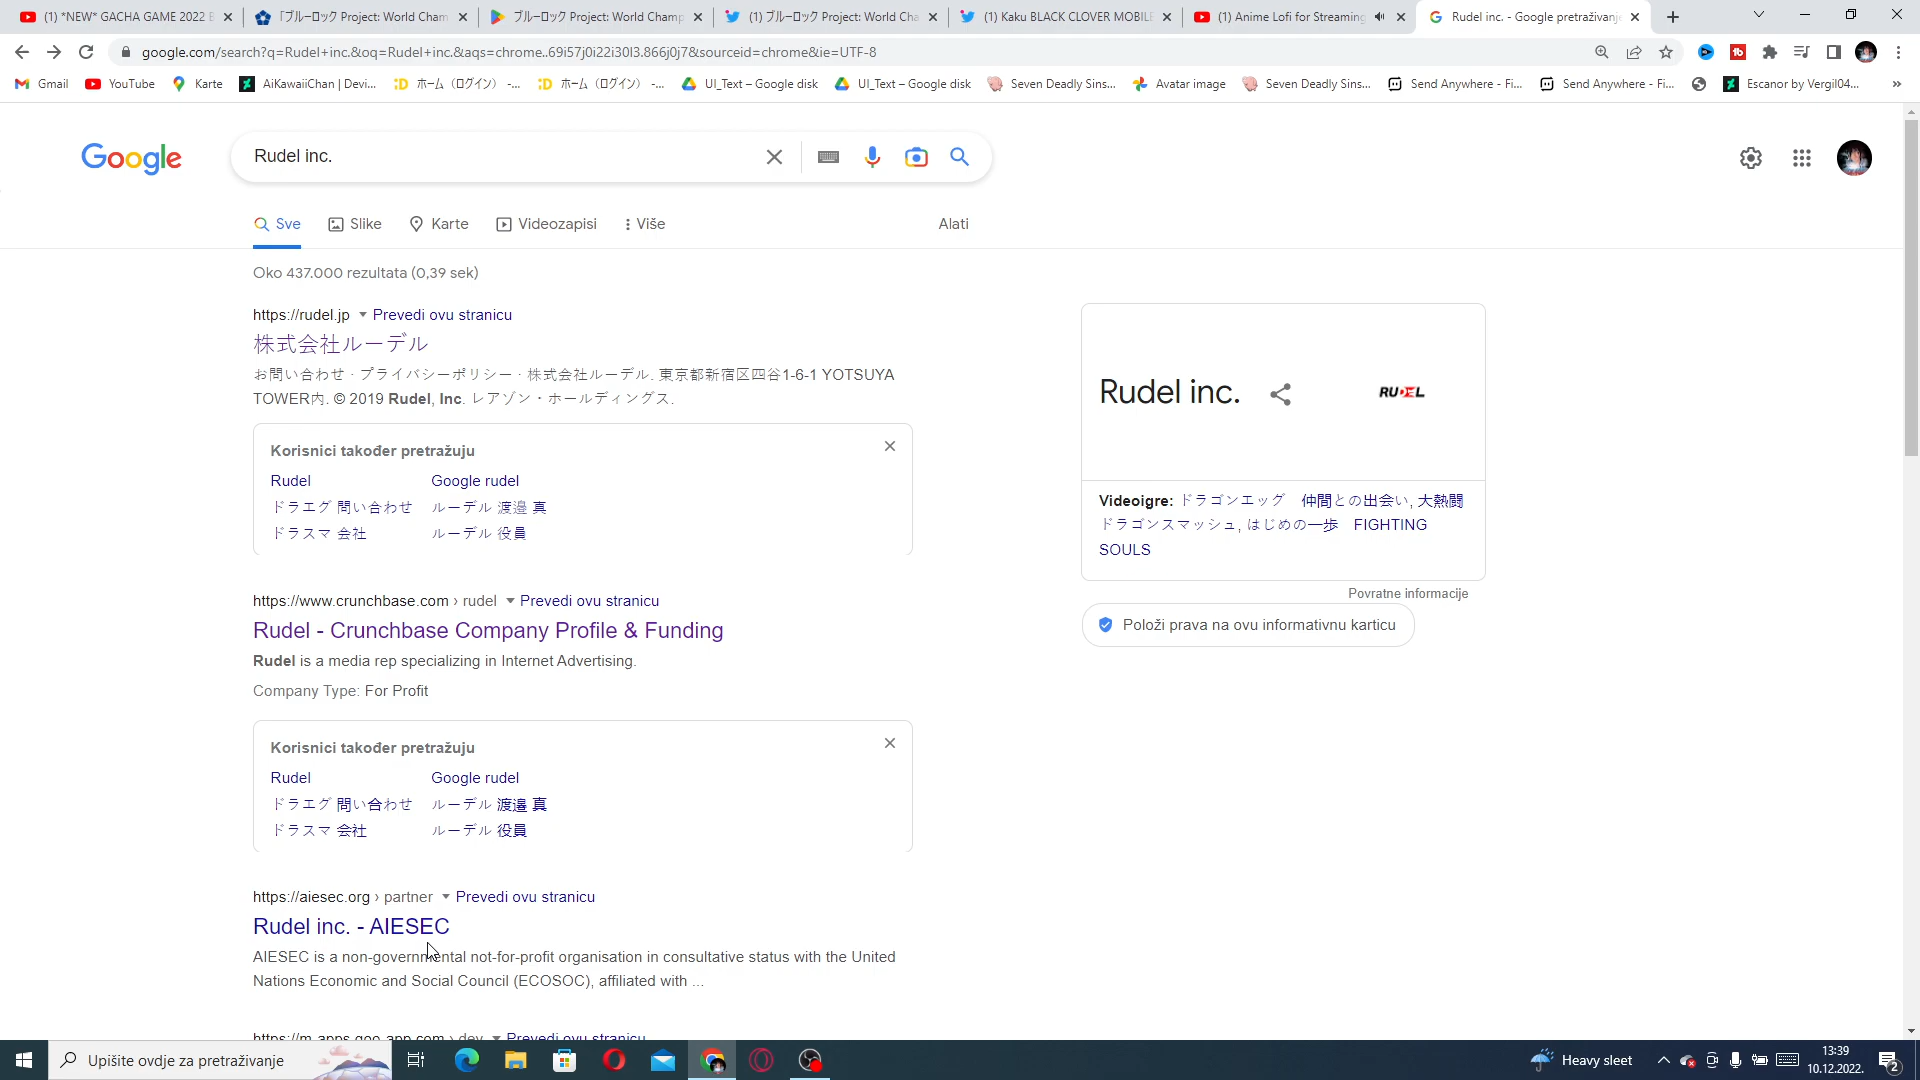 (1) *NEW* GACHA GAME 2022 B
「ブルーロック Project: World Cham
ブルーロック Project: World Champ
(1) ブルーロック Project: World Cha
(1) Kaku BLACK CLOVER MOBILE
(1) Anime Lofi for Streaming
Rudel inc. - Google pretraživanje
google.com/search?q=Rudel+inc.&oq=Rudel+inc.&aqs=chrome..69i57j0i22i30l3.866j0j7&sourceid=chrome&ie=UTF-8
Gmail
YouTube
Karte
AiKawaiiChan | Devi...
ホーム（ログイン） -...
ホーム（ログイン） -...
UI_Text – Google disk
UI_Text – Google disk
Seven Deadly Sins...
Avatar image
Seven Deadly Sins...
Send Anywhere - Fi...
Send Anywhere - Fi...
Escanor by Vergil04...
»
Google
Rudel inc.
Sve
Slike
Karte
Videozapisi
Više
Alati
Oko 437.000 rezultata (0,39 sek)
https://rudel.jp Prevedi ovu stranicu
株式会社ルーデル
お問い合わせ · プライバシーポリシー · 株式会社ルーデル. 東京都新宿区四谷1-6-1 YOTSUYA
TOWER内. © 2019 Rudel, Inc. レアゾン・ホールディングス.
Korisnici također pretražuju
Rudel Google rudel
ドラエグ 問い合わせ ルーデル 渡邉 真
ドラスマ 会社 ルーデル 役員
https://www.crunchbase.com › rudel Prevedi ovu stranicu
Rudel - Crunchbase Company Profile & Funding
Rudel is a media rep specializing in Internet Advertising.
Company Type: For Profit
Korisnici također pretražuju
Rudel Google rudel
ドラエグ 問い合わせ ルーデル 渡邉 真
ドラスマ 会社 ルーデル 役員
https://aiesec.org › partner Prevedi ovu stranicu
Rudel inc. - AIESEC
AIESEC is a non-governmental not-for-profit organisation in consultative status with the United
Nations Economic and Social Council (ECOSOC), affiliated with ...
https://m.apps.qoo-app.com › dev Prevedi ovu stranicu
Rudel inc.
RUDEL
Videoigre: ドラゴンエッグ 仲間との出会い, 大熱闘
ドラゴンスマッシュ, はじめの一歩 FIGHTING
SOULS
Povratne informacije
Položi prava na ovu informativnu karticu
Upišite ovdje za pretraživanje
Heavy sleet
13:39
10.12.2022.
2